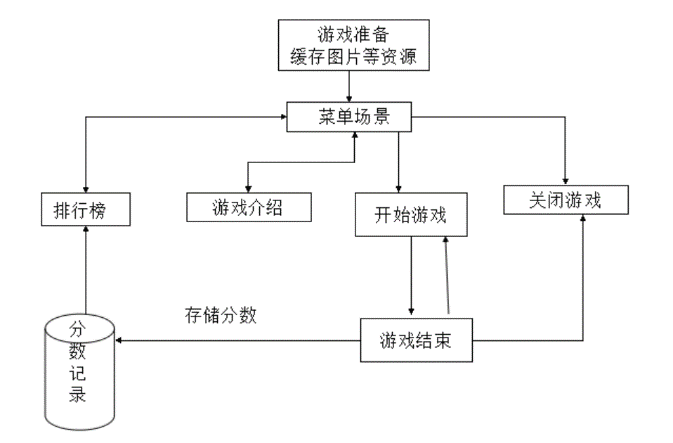 游戏准备
缓存图片等资源
菜单场景
排行榜
游戏介绍
开始游戏
关闭游戏
存储分数
分数记录
游戏结束